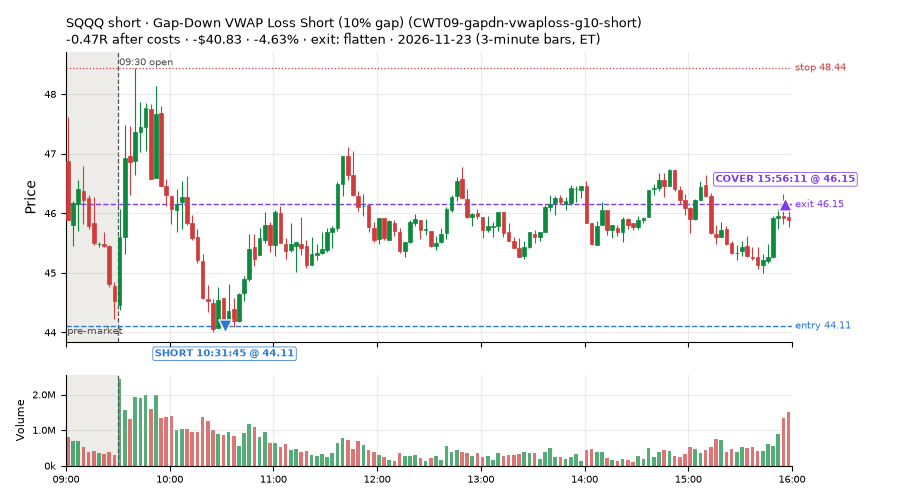 SQQQ short · Gap-Down VWAP Loss Short (10% gap) (CWT09-gapdn-vwaploss-g10-short)
-0.47R after costs · -$40.83 · -4.63% · exit: flatten · 2026-11-23 (3-minute bars, ET)
09:30 open
stop 48.44
48
47
COVER 15:56:11 @ 46.15
Price
46
exit 46.15
45
44
pre-market
entry 44.11
SHORT 10:31:45 @ 44.11
Volume
2.0M
1.0M
0k
09:00
10:00
11:00
12:00
13:00
14:00
15:00
16:00